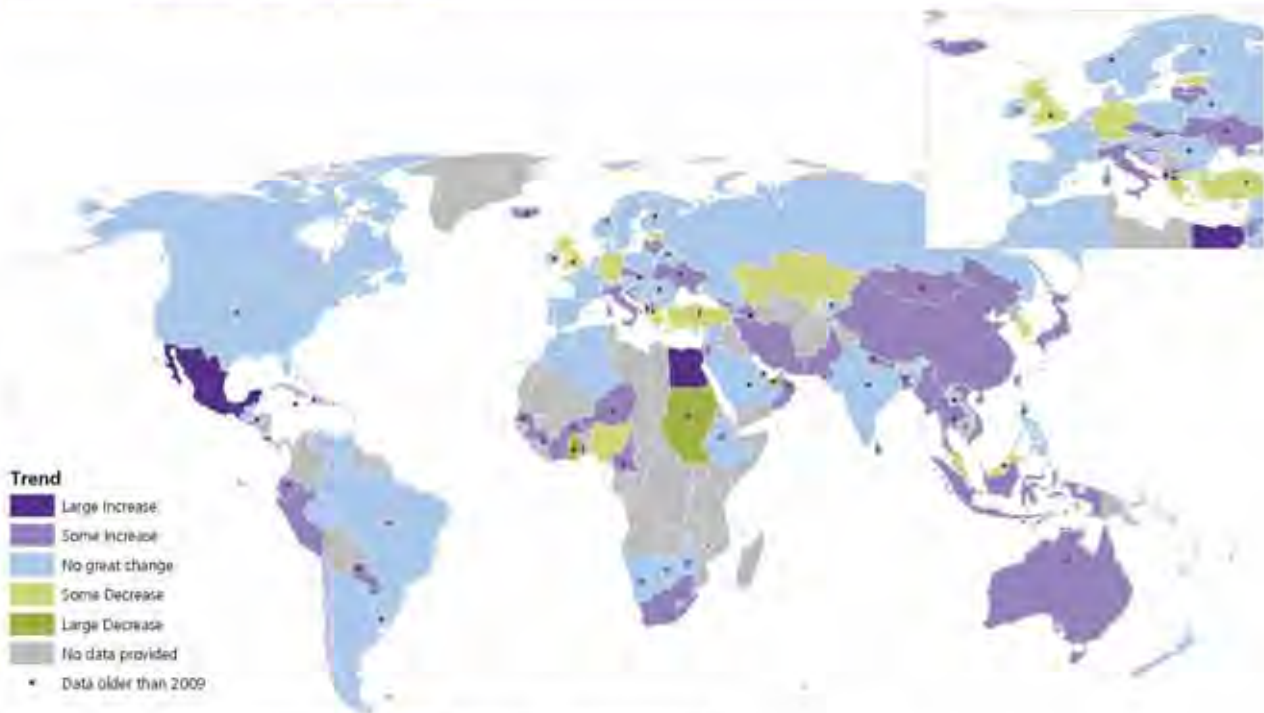 Trend
Large Increase
Some Increase
No great change
Some Decrease
Large Decrease
No data provided
Data older than 2009